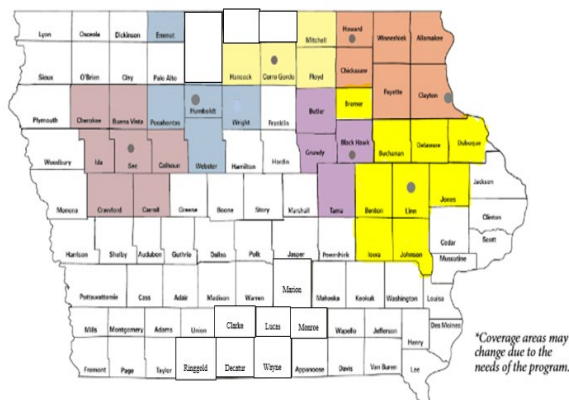 Lyon Osceola Dickinson Emmet Mitchell Howard Winneshiek Allamakee
Sioux O'Brien Clay Palo Alto Hancock Cerro Gordo Floyd Chickasaw
Plymouth Cherokee Buena Vista Pocahontas Humboldt Wright Franklin Butler Bremer Fayette Clayton
Woodbury Ida Sac Calhoun Webster Hamilton Hardin Grundy Black Hawk Buchanan Delaware Dubuque
Monona Crawford Carroll Greene Boone Story Marshall Tama Benton Linn Jones Jackson
Clinton
Harrison Shelby Audubon Guthrie Dallas Polk Jasper Poweshiek Iowa Johnson Cedar Scott
Muscatine
Pottawattamie Cass Adair Madison Warren Marion Mahaska Keokuk Washington Louisa
Mills Montgomery Adams Union Clarke Lucas Monroe Wapello Jefferson Henry Des Moines
Fremont Page Taylor Ringgold Decatur Wayne Appanoose Davis Van Buren Lee
*Coverage areas may
change due to the
needs of the program.